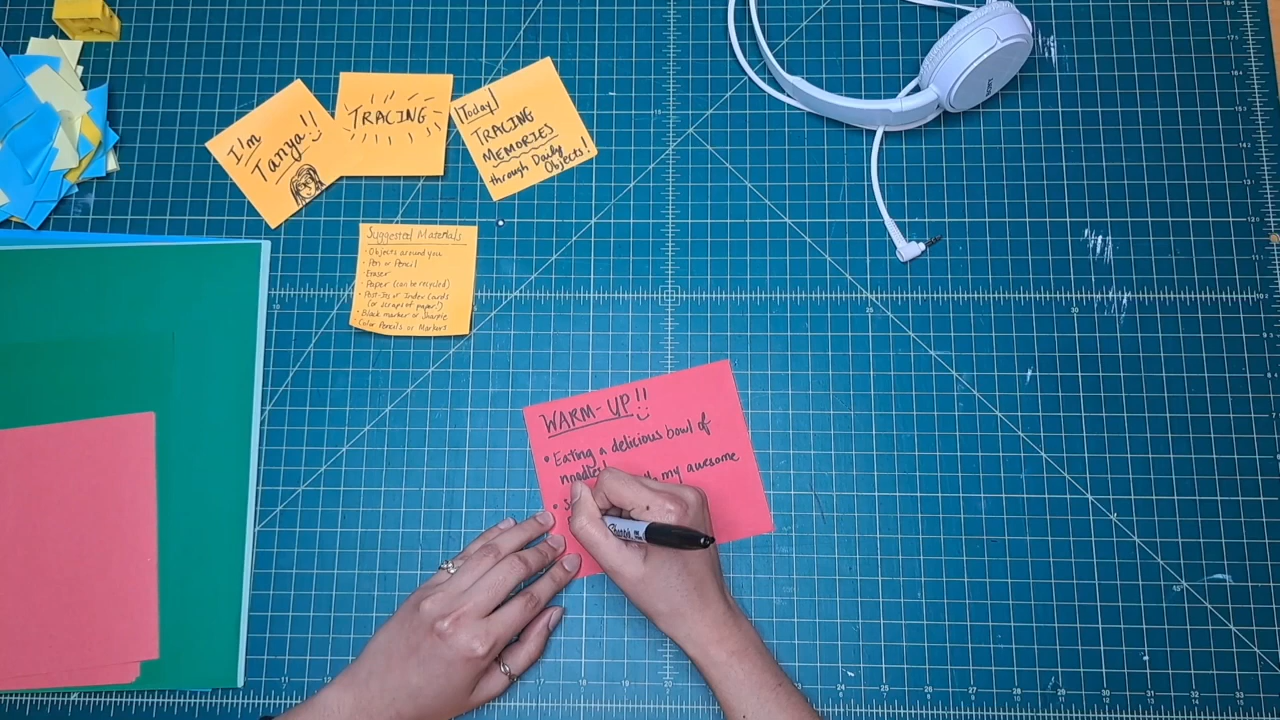 I'm
Tanya!!
TRACING
Today
TRACING
MEMORIES
through Daily
Objects!
Suggested Materials
• Objects around you
• Pen or Pencil
• Eraser
• Paper (can be recycled)
• Post-Its or Index Cards
(or scraps of paper!)
• Black marker or Sharpie
• Color Pencils or Markers
WARM-UP!!
• Eating a delicious bowl of
noodles!
my awesome
Sharpie